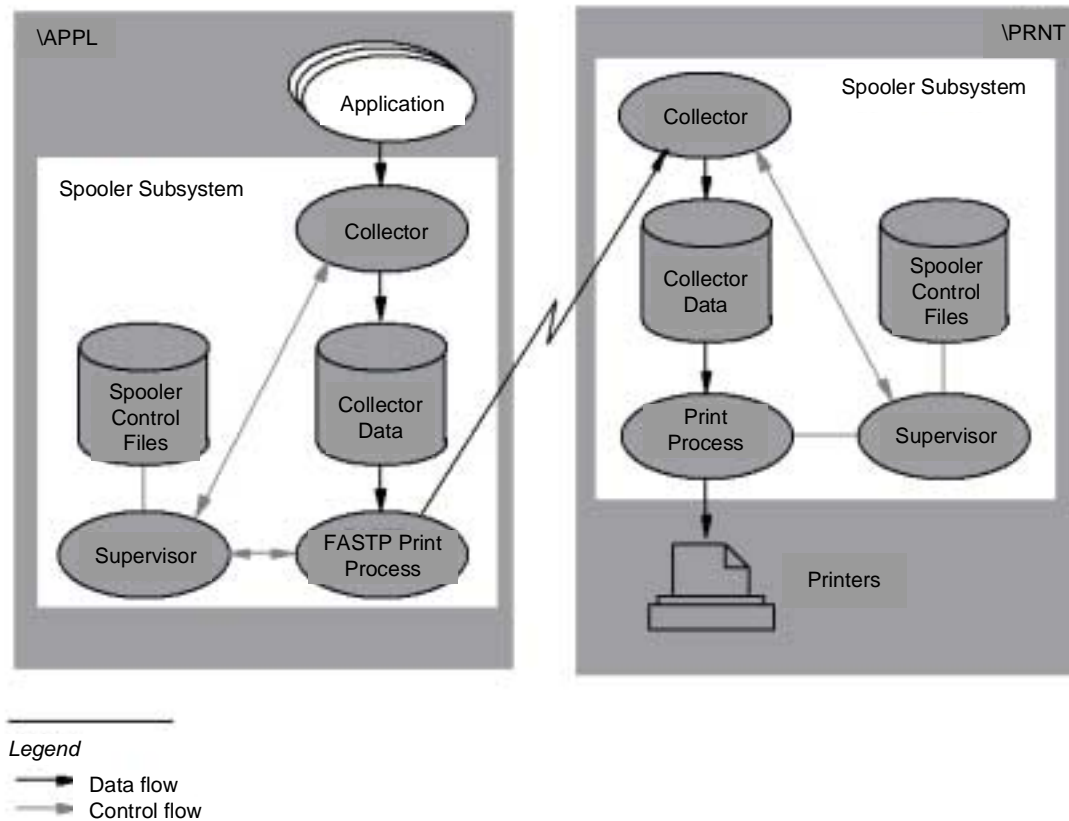 \APPL
Application
Spooler Subsystem
Collector
Spooler
Control
Files
Collector
Data
Supervisor
FASTP Print
Process
\PRNT
Spooler Subsystem
Collector
Collector
Data
Spooler
Control
Files
Print
Process
Supervisor
Printers
Legend
Data flow
Control flow